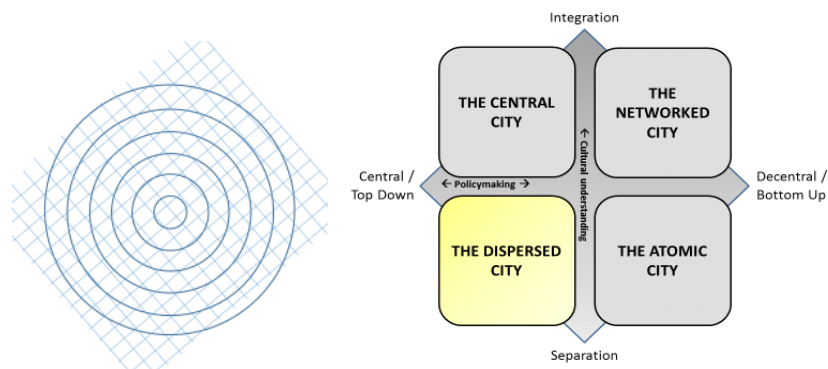 Integration
THE CENTRAL
CITY
THE
NETWORKED
CITY
← Cultural understanding
Central /
Top Down
← Policymaking →
Decentral /
Bottom Up
THE DISPERSED
CITY
THE ATOMIC
CITY
Separation